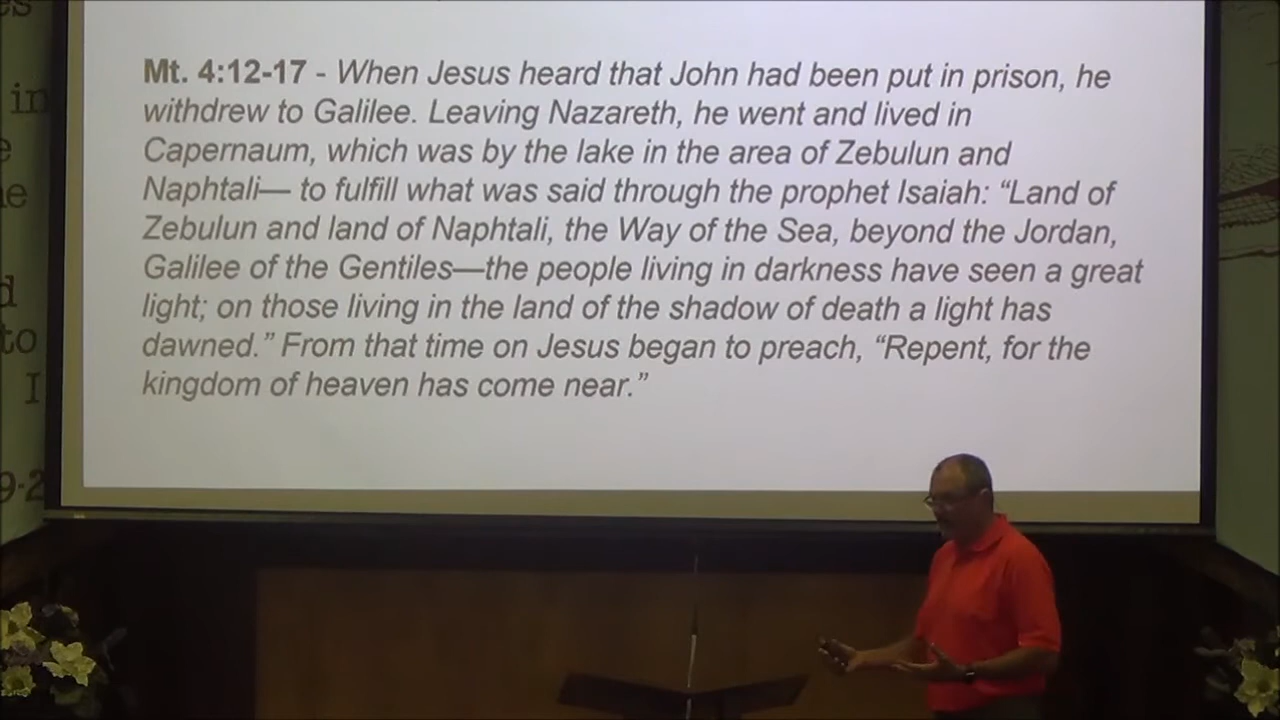 Mt. 4:12-17 - When Jesus heard that John had been put in prison, he
withdrew to Galilee. Leaving Nazareth, he went and lived in
Capernaum, which was by the lake in the area of Zebulun and
Naphtali— to fulfill what was said through the prophet Isaiah: “Land of
Zebulun and land of Naphtali, the Way of the Sea, beyond the Jordan,
Galilee of the Gentiles—the people living in darkness have seen a great
light; on those living in the land of the shadow of death a light has
dawned.” From that time on Jesus began to preach, “Repent, for the
kingdom of heaven has come near.”
in
to
I